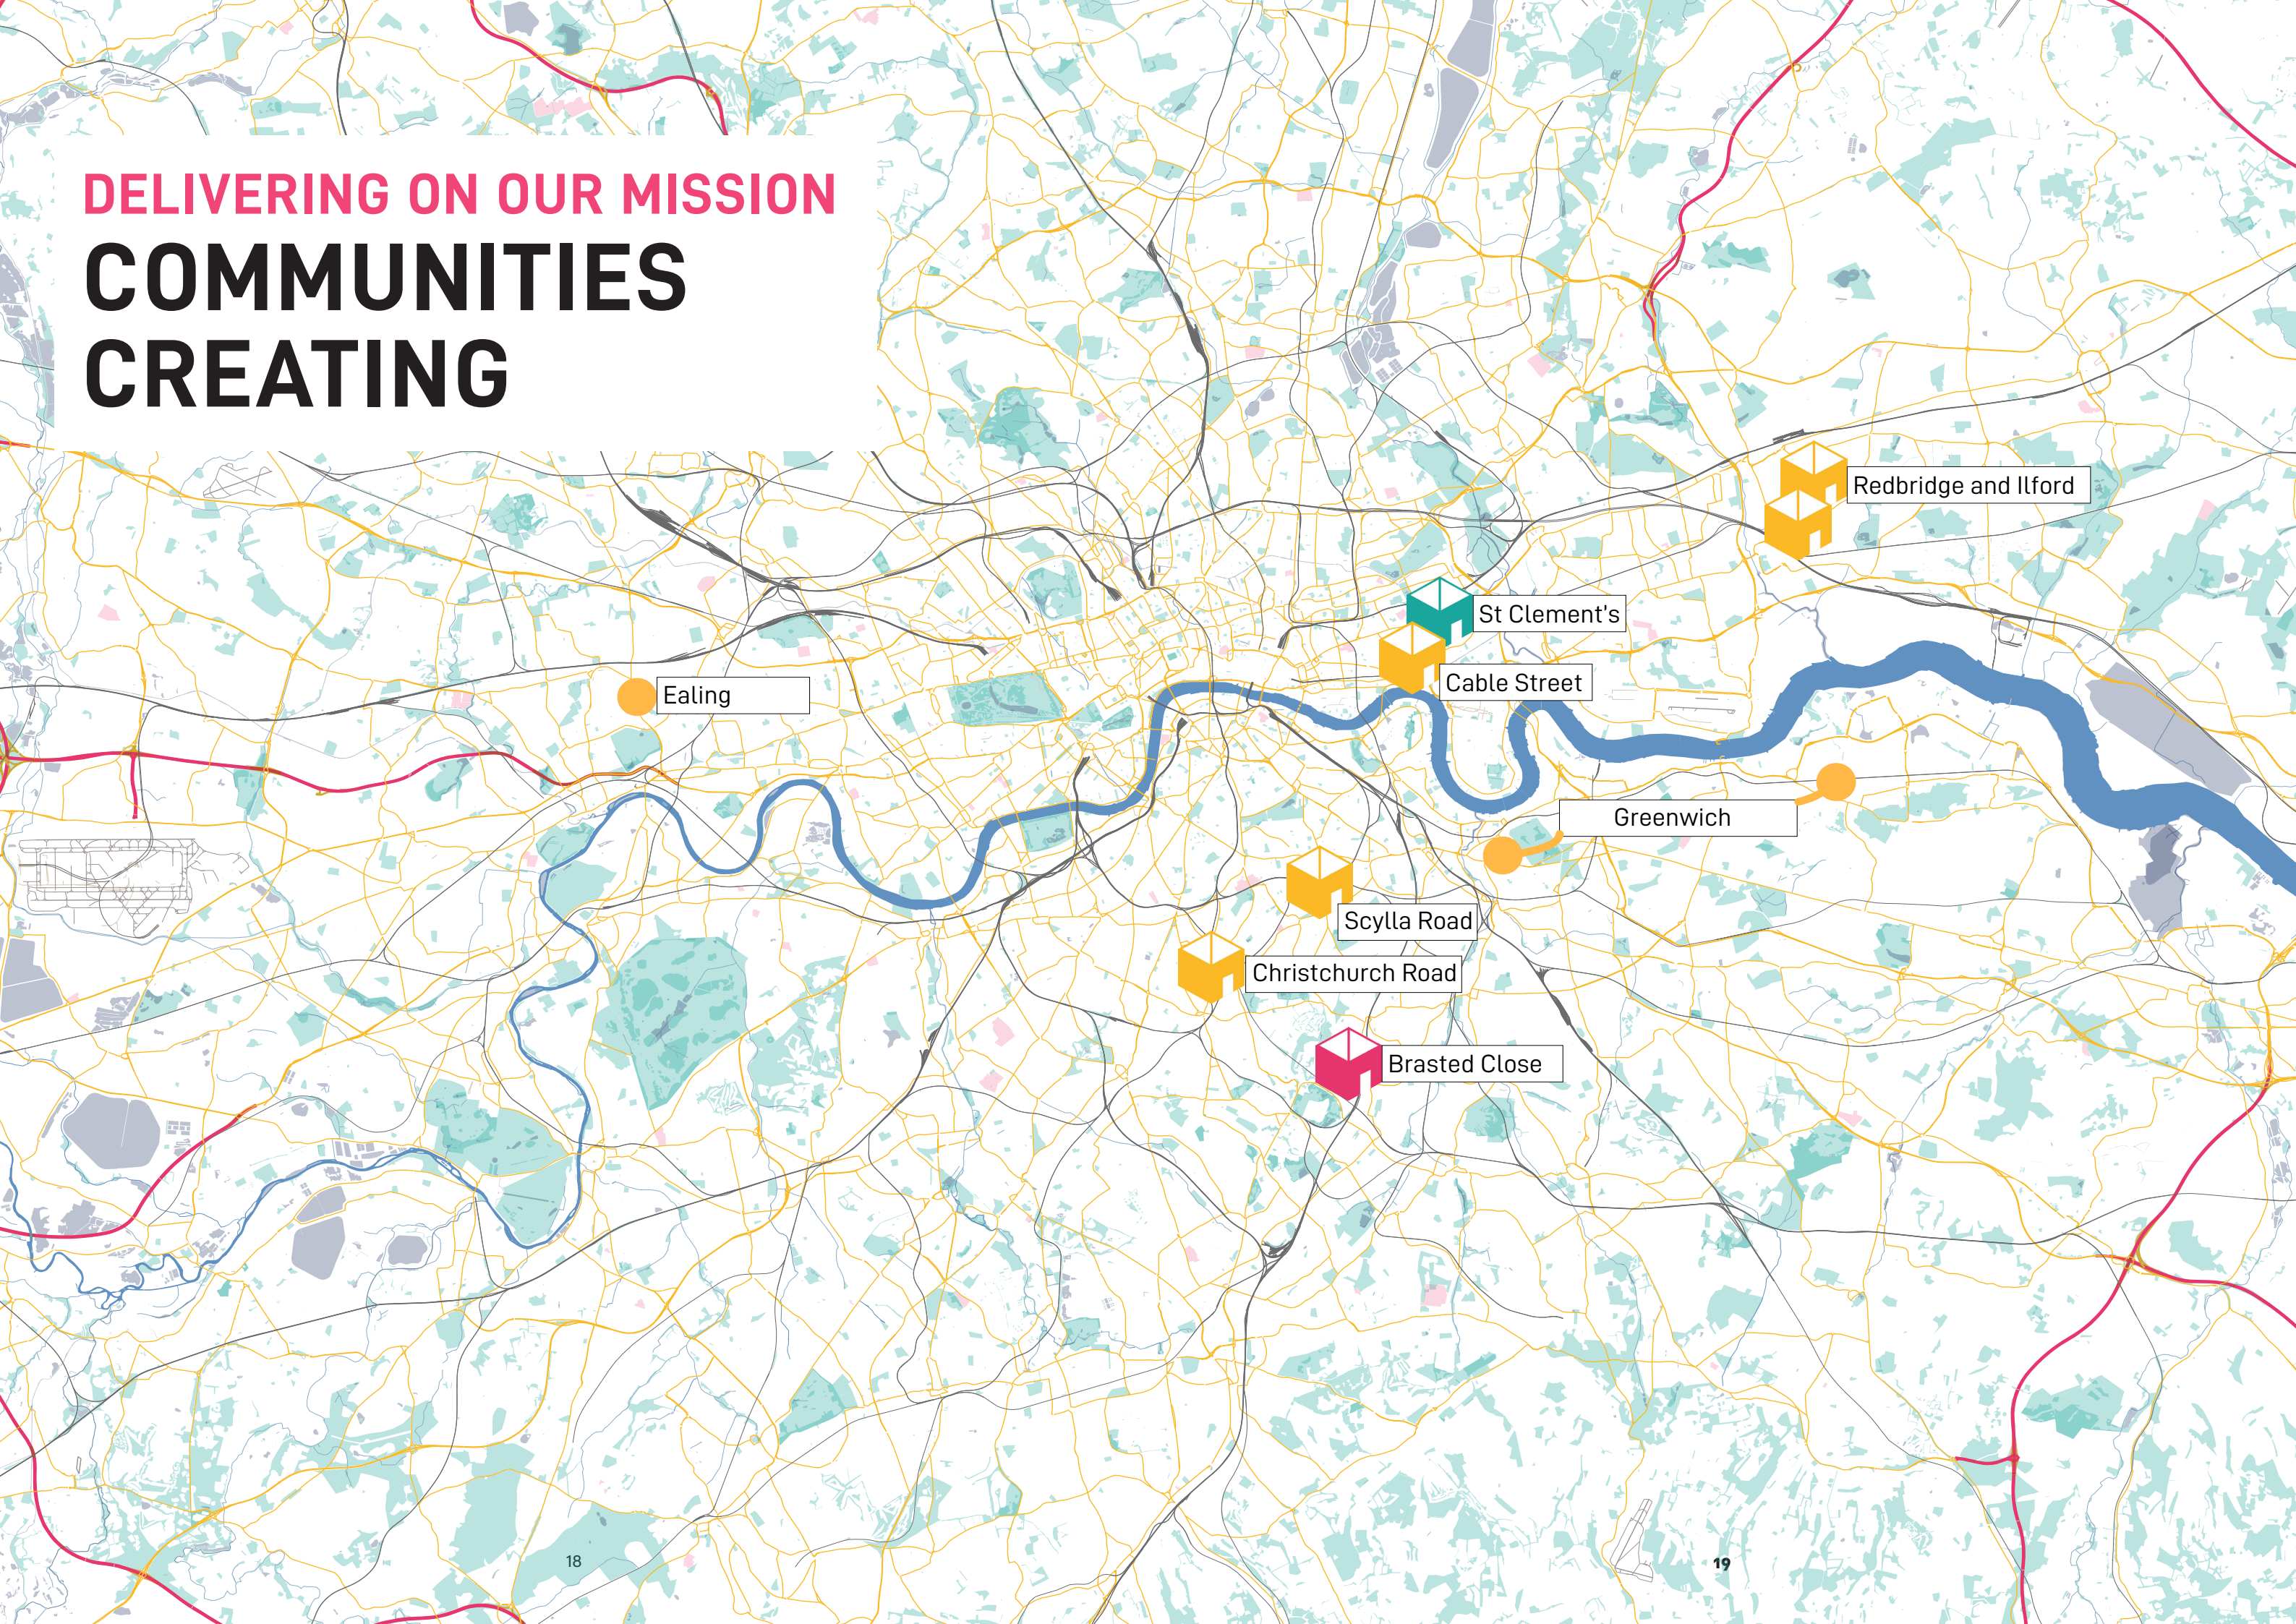 DELIVERING ON OUR MISSION
COMMUNITIES
CREATING
Redbridge and Ilford
St Clement's
Cable Street
Ealing
Greenwich
Scylla Road
Christchurch Road
Brasted Close
18
19